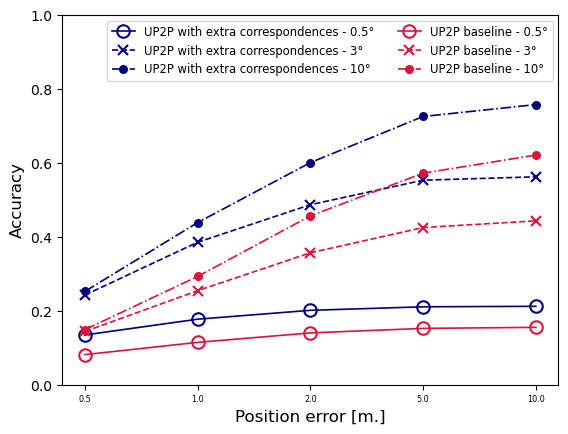 UP2P with extra correspondences - 0.5°
UP2P with extra correspondences - 3°
UP2P with extra correspondences - 10°
UP2P baseline - 0.5°
UP2P baseline - 3°
UP2P baseline - 10°
1.0
0.8
0.6
0.4
0.2
0.0
Accuracy
0.5 1.0 2.0 5.0 10.0
Position error [m.]